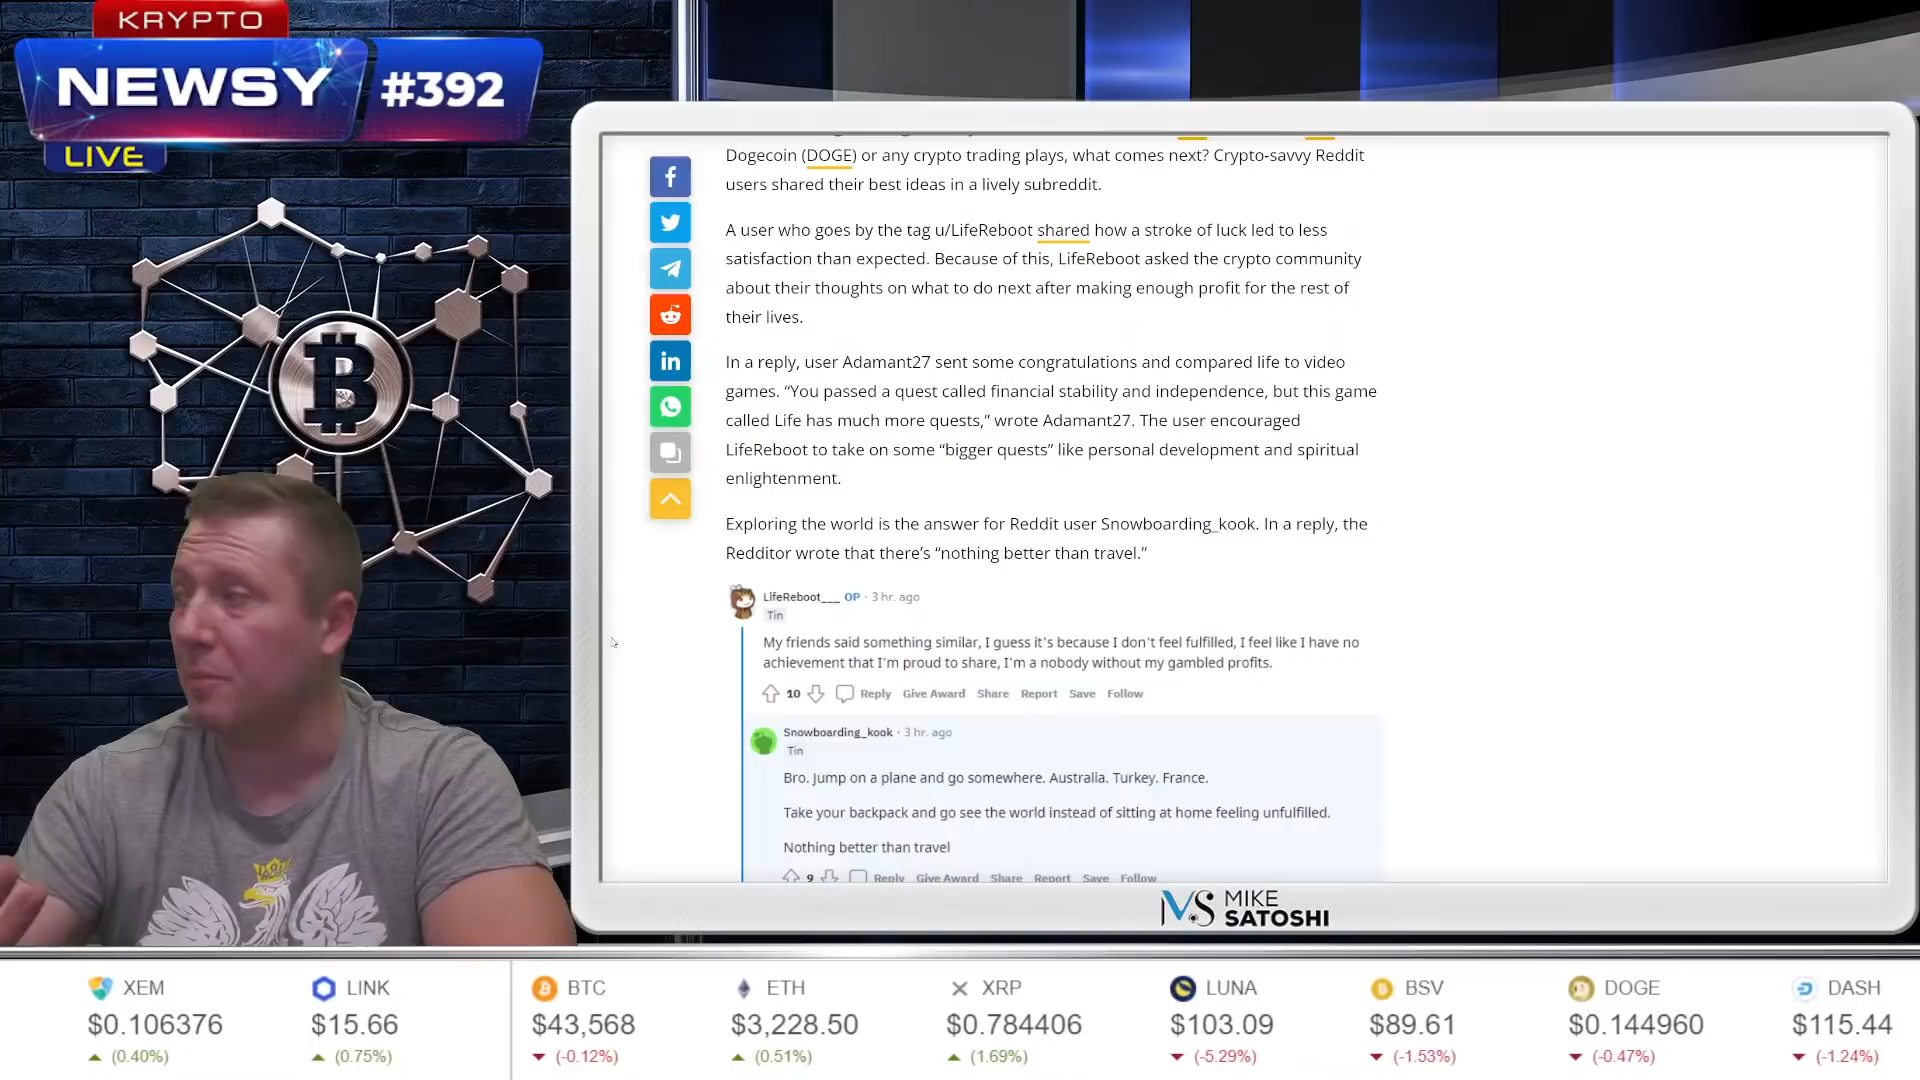 KRYPTO
NEWSY #392
LIVE
Dogecoin (DOGE) or any crypto trading plays, what comes next? Crypto-savvy Reddit
users shared their best ideas in a lively subreddit.
A user who goes by the tag u/LifeReboot shared how a stroke of luck led to less
satisfaction than expected. Because of this, LifeReboot asked the crypto community
about their thoughts on what to do next after making enough profit for the rest of
their lives.
In a reply, user Adamant27 sent some congratulations and compared life to video
games. “You passed a quest called financial stability and independence, but this game
called Life has much more quests,” wrote Adamant27. The user encouraged
LifeReboot to take on some “bigger quests” like personal development and spiritual
enlightenment.
Exploring the world is the answer for Reddit user Snowboarding_kook. In a reply, the
Redditor wrote that there’s “nothing better than travel.”
LifeReboot___ OP · 3 hr. ago
Tin
My friends said something similar, I guess it's because I don't feel fulfilled, I feel like I have no
achievement that I'm proud to share, I'm a nobody without my gambled profits.
10 Reply Give Award Share Report Save Follow
Snowboarding_kook · 3 hr. ago
Tin
Bro. Jump on a plane and go somewhere. Australia. Turkey. France.
Take your backpack and go see the world instead of sitting at home feeling unfulfilled.
Nothing better than travel
9 Reply Give Award Share Report Save Follow
MS MIKE
SATOSHI
XEM LINK BTC ETH XRP LUNA BSV DOGE DASH
$0.106376 $15.66 $43,568 $3,228.50 $0.784406 $103.09 $89.61 $0.144960 $115.44
(0.40%) (0.75%) (-0.12%) (0.51%) (1.69%) (-5.29%) (-1.53%) (-0.47%) (-1.24%)